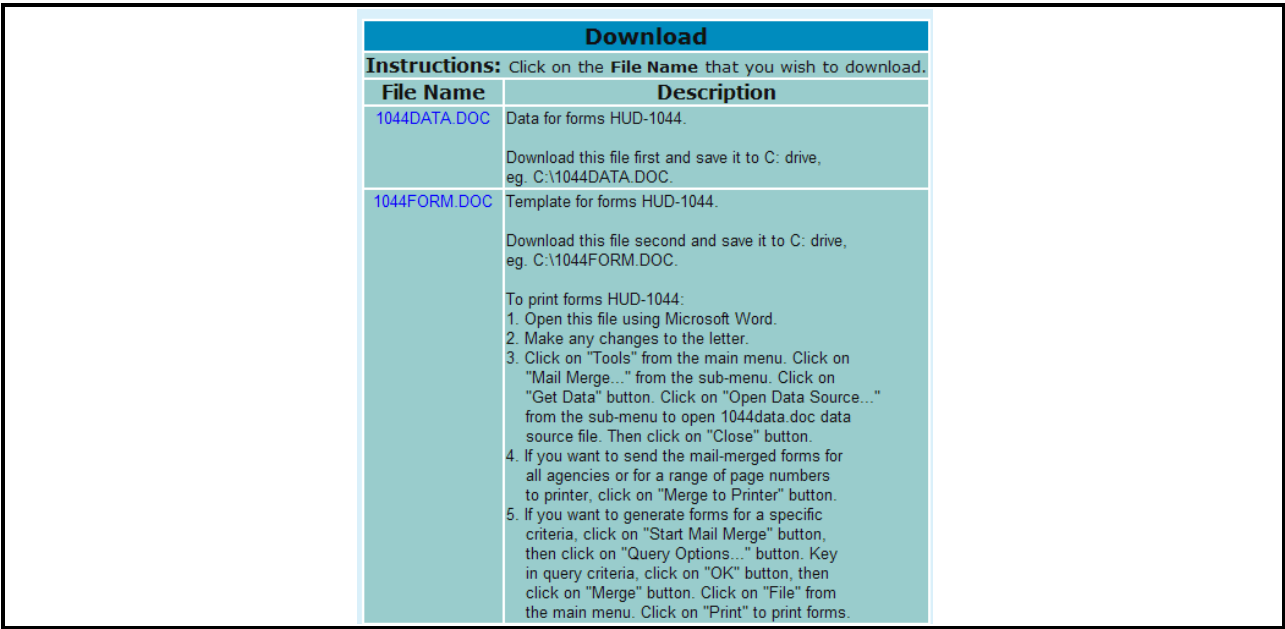 Download
Instructions: Click on the File Name that you wish to download.
File Name Description
1044DATA.DOC Data for forms HUD-1044.
Download this file first and save it to C: drive,
eg. C:\1044DATA.DOC.
1044FORM.DOC Template for forms HUD-1044.
Download this file second and save it to C: drive,
eg. C:\1044FORM.DOC.
To print forms HUD-1044:
1. Open this file using Microsoft Word.
2. Make any changes to the letter.
3. Click on "Tools" from the main menu. Click on
"Mail Merge..." from the sub-menu. Click on
"Get Data" button. Click on "Open Data Source..."
from the sub-menu to open 1044data.doc data
source file. Then click on "Close" button.
4. If you want to send the mail-merged forms for
all agencies or for a range of page numbers
to printer, click on "Merge to Printer" button.
5. If you want to generate forms for a specific
criteria, click on "Start Mail Merge" button,
then click on "Query Options..." button. Key
in query criteria, click on "OK" button, then
click on "Merge" button. Click on "File" from
the main menu. Click on "Print" to print forms.